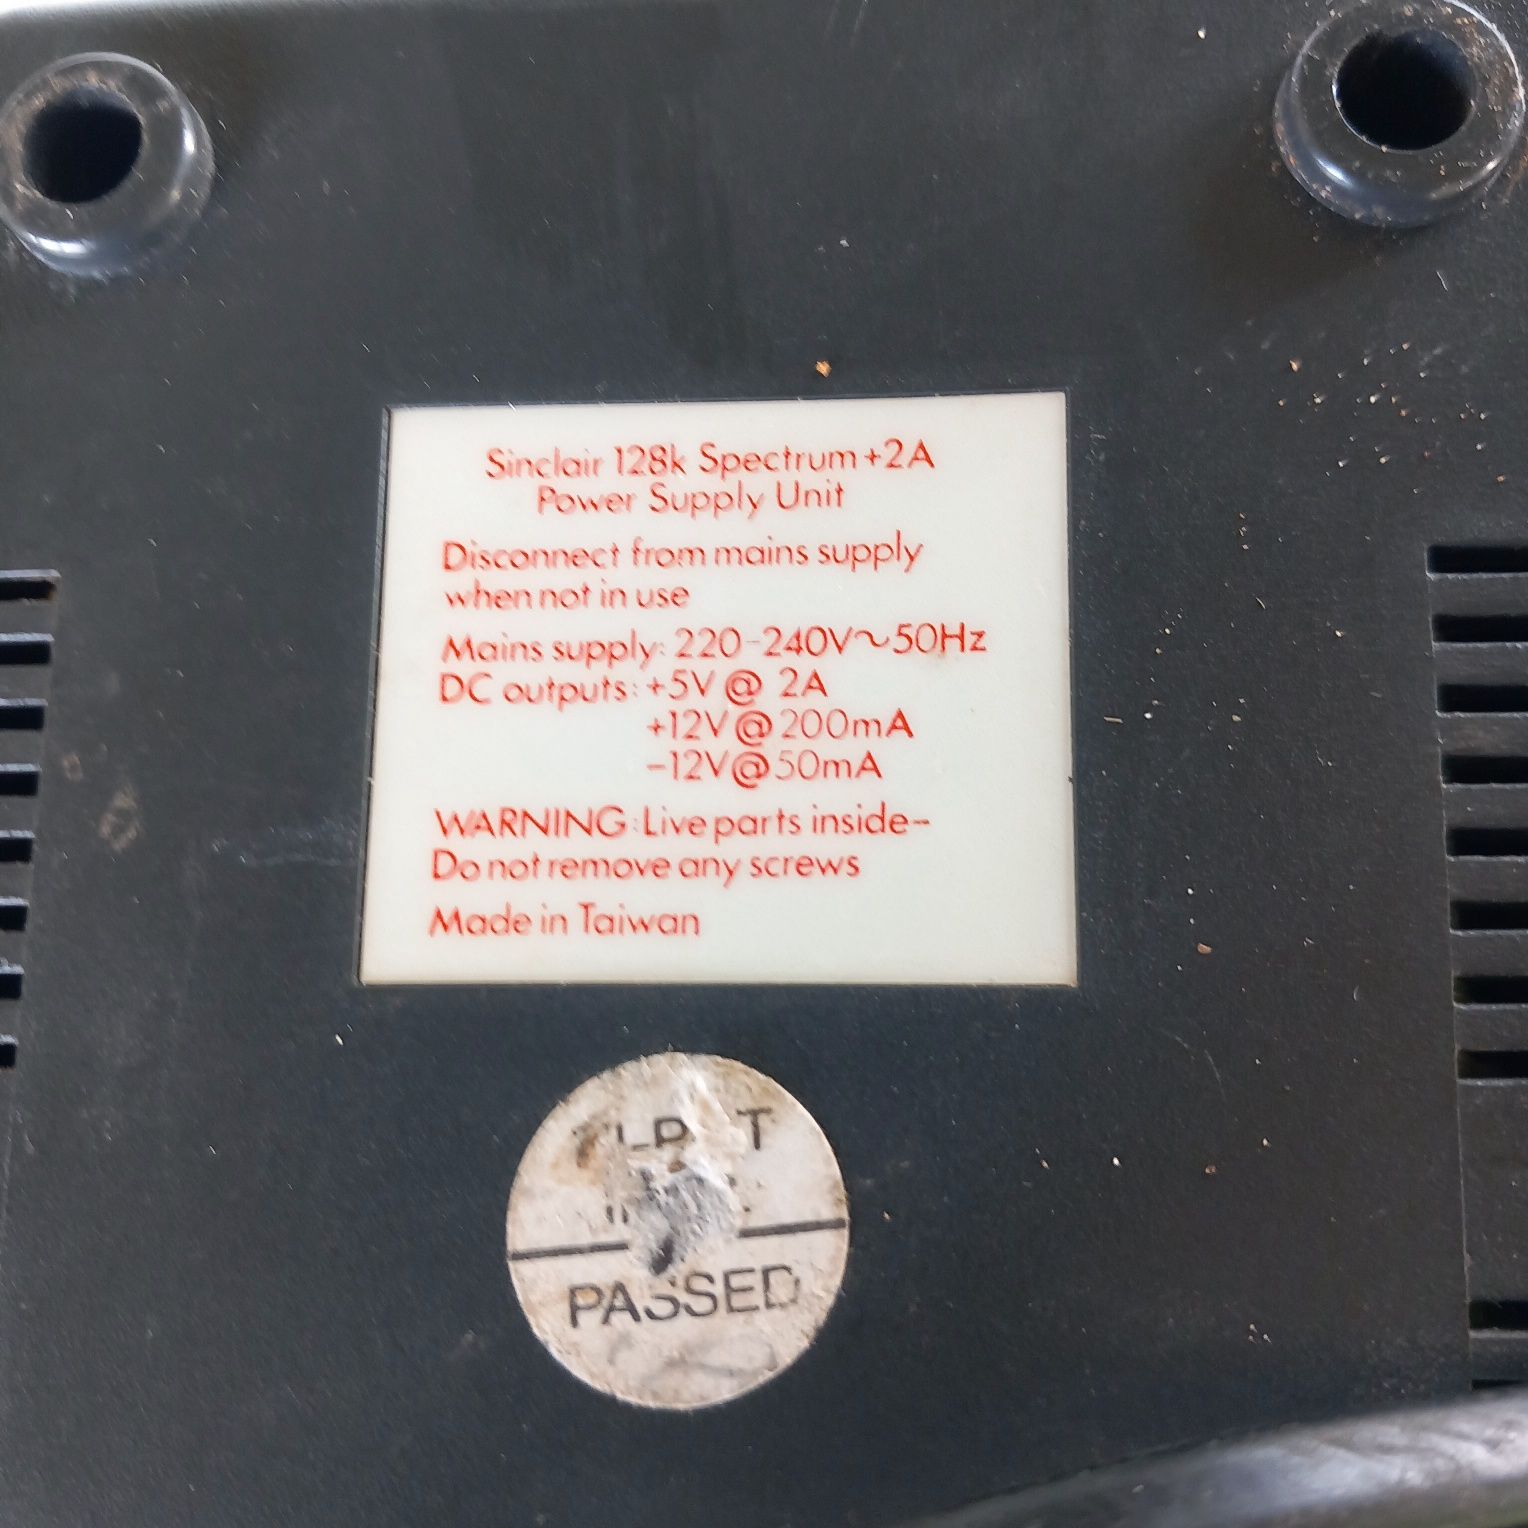 Sinclair 128k Spectrum +2A
Power Supply Unit
Disconnect from mains supply
when not in use
Mains supply: 220-240V~50Hz
DC outputs: +5V @ 2A
+12V @ 200mA
-12V @ 50mA
WARNING: Live parts inside-
Do not remove any screws
Made in Taiwan
PASSED